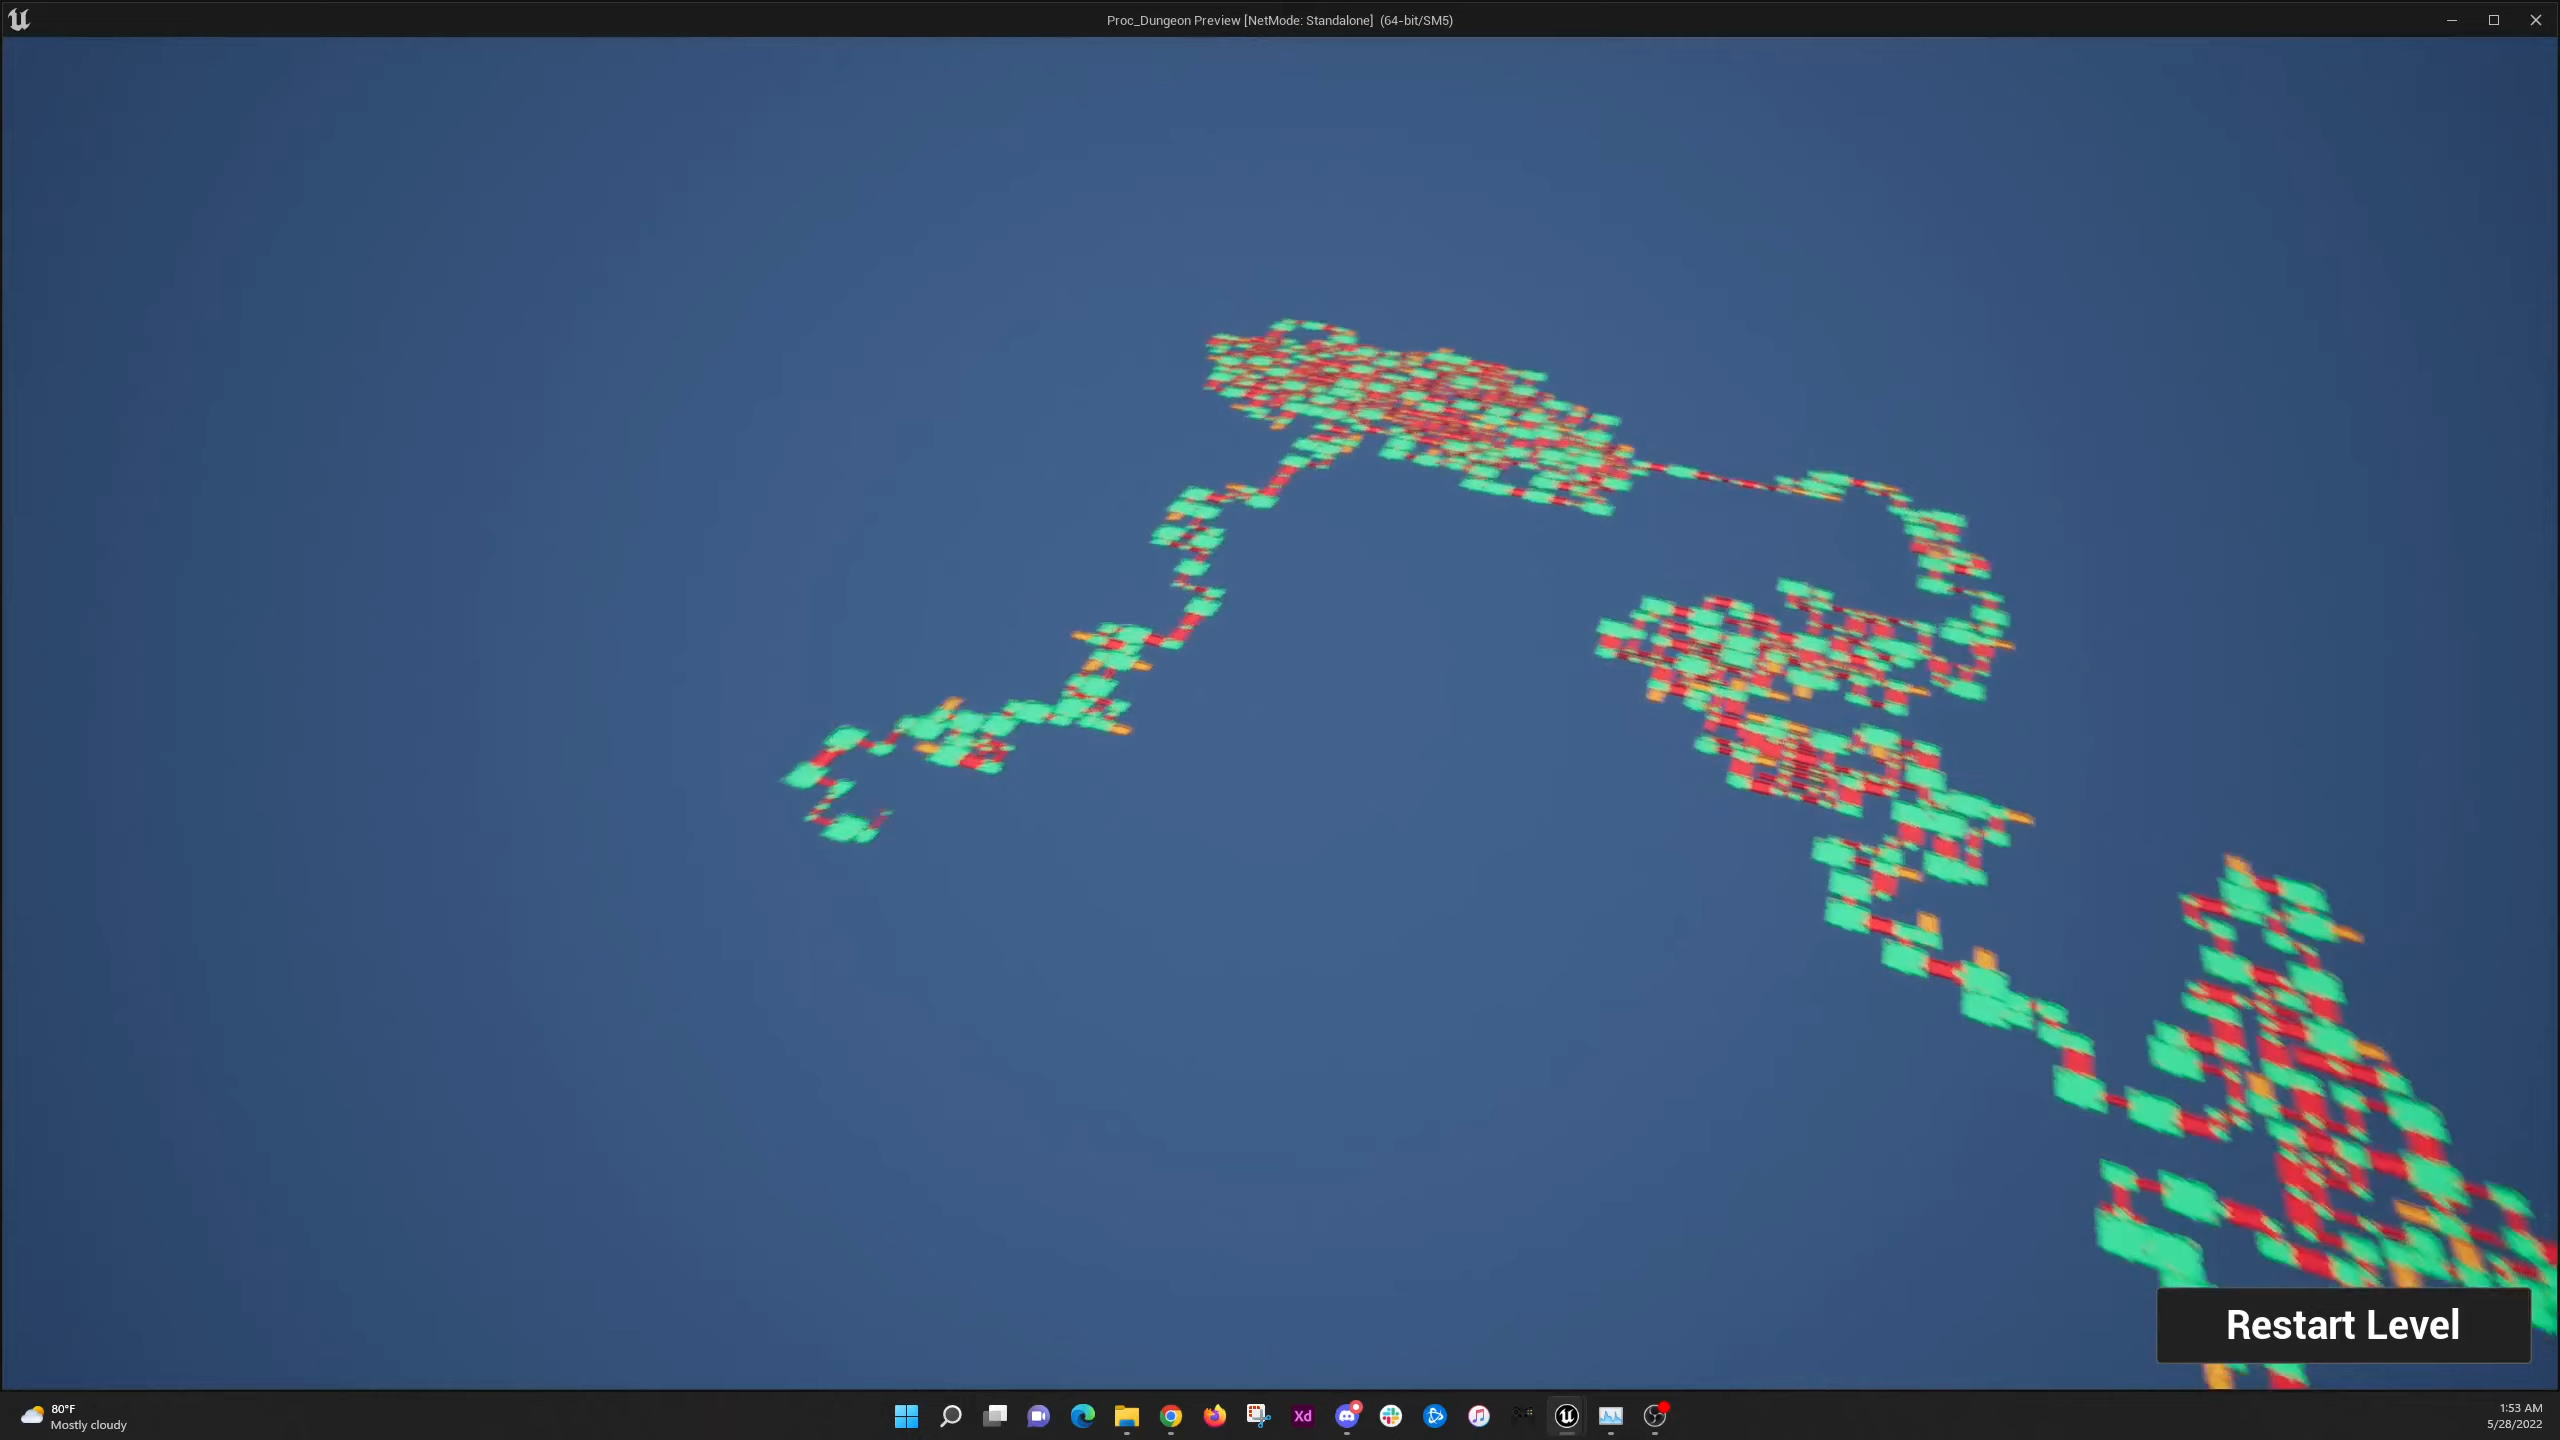 Proc_Dungeon Preview [NetMode: Standalone] (64-bit/SM5)
Restart Level
80°F
Mostly cloudy
Xd
1:53 AM
5/28/2022